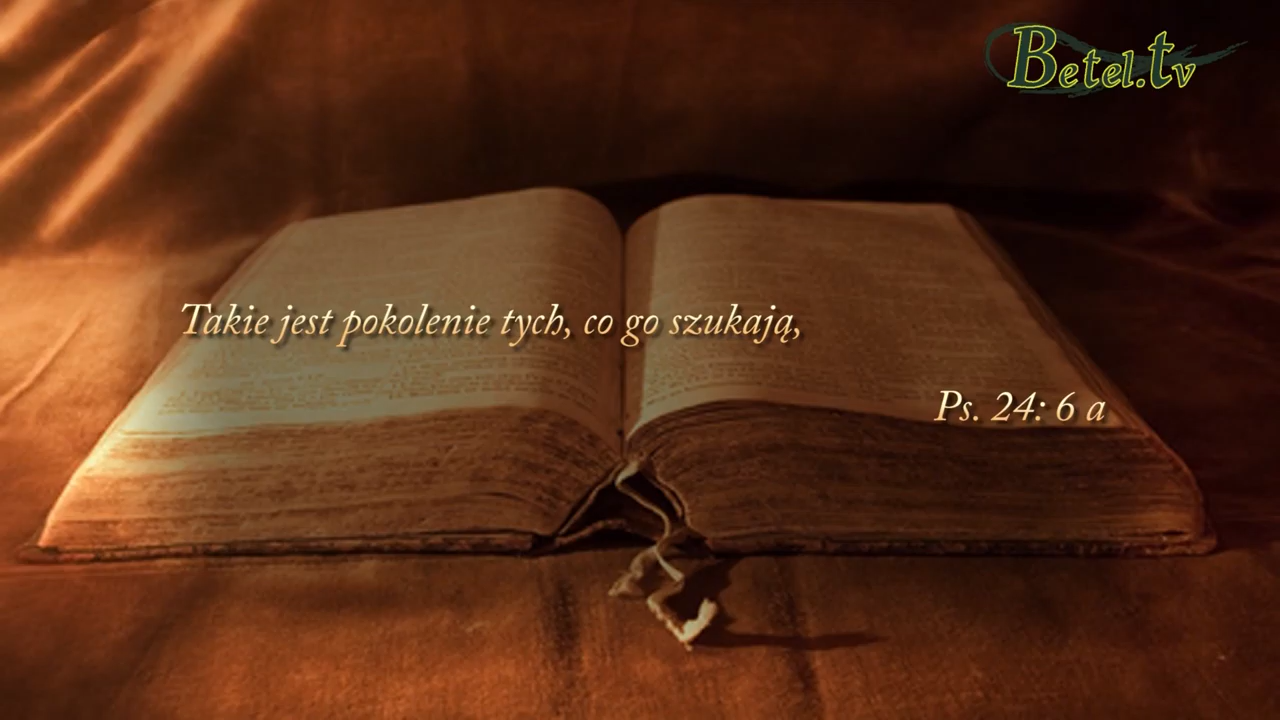 Betel.tv
Takie jest pokolenie tych, co go szukają,
Ps. 24: 6 a